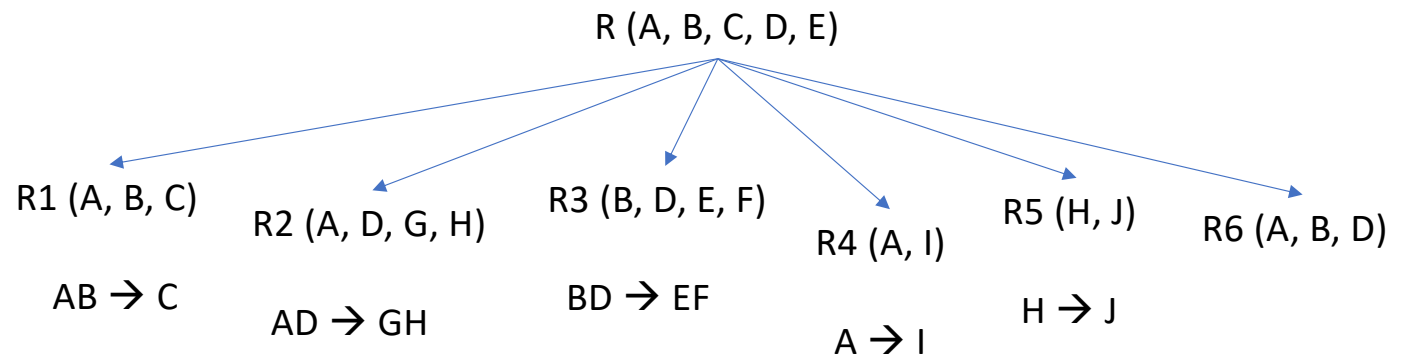 R (A, B, C, D, E)
R1 (A, B, C)
R2 (A, D, G, H)
R3 (B, D, E, F)
R4 (A, I)
R5 (H, J)
R6 (A, B, D)
AB → C
AD → GH
BD → EF
A → I
H → J